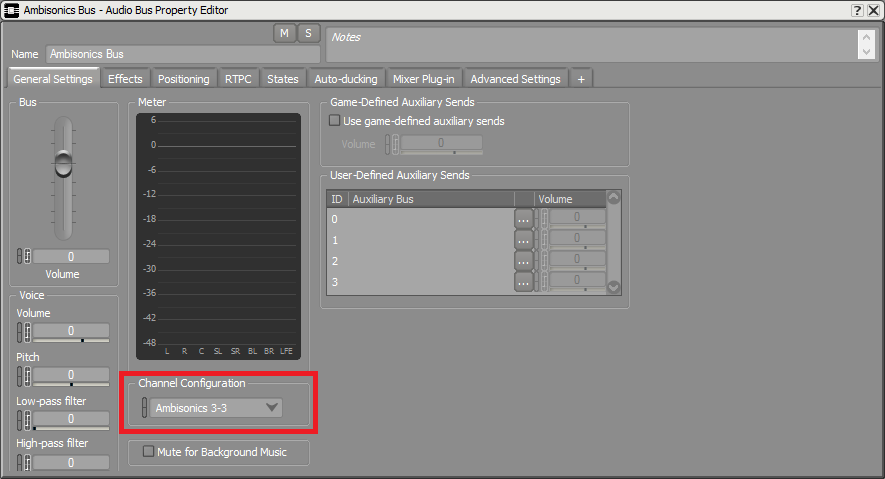 Ambisonics Bus - Audio Bus Property Editor
?
X
M
S
Notes
Name
Ambisonics Bus
General Settings
Effects
Positioning
RTPC
States
Auto-ducking
Mixer Plug-in
Advanced Settings
+
Bus
0
Volume
Voice
Volume
0
Pitch
0
Low-pass filter
0
High-pass filter
0
Meter
6
0
-6
-12
-18
-24
-30
-36
-42
-48
L R C SL SR BL BR LFE
Channel Configuration
Ambisonics 3-3
Mute for Background Music
Game-Defined Auxiliary Sends
Use game-defined auxiliary sends
Volume
0
User-Defined Auxiliary Sends
ID Auxiliary Bus Volume
0 ... 0
1 ... 0
2 ... 0
3 ... 0